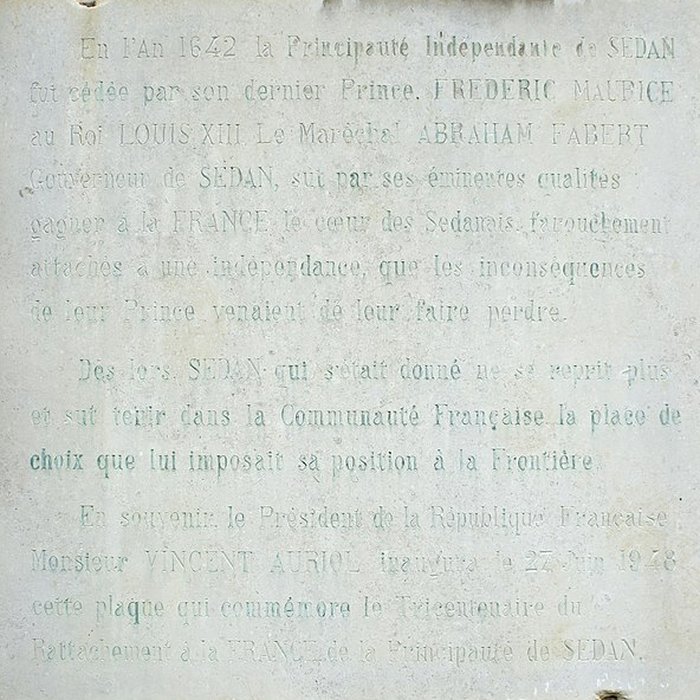 En l'An 1642 la Principauté Indépendante de SEDAN
fut cédée par son dernier Prince, FREDERIC MAURICE
au Roi LOUIS XIII. Le Maréchal ABRAHAM FABERT
Gouverneur de SEDAN, sut par ses éminentes qualités
gagner à la FRANCE le cœur des Sedanais, farouchement
attachés à une indépendance, que les inconséquences
de leur Prince venaient de leur faire perdre.
Dès lors, SEDAN qui s'était donné ne se reprit plus
et sut tenir dans la Communauté Française la place de
choix que lui imposait sa position à la Frontière.
En souvenir, le Président de la République Française
Monsieur VINCENT AURIOL inaugura le 27 Juin 1948
cette plaque qui commémore le Tricentenaire du
Rattachement à la FRANCE de la Principauté de SEDAN.